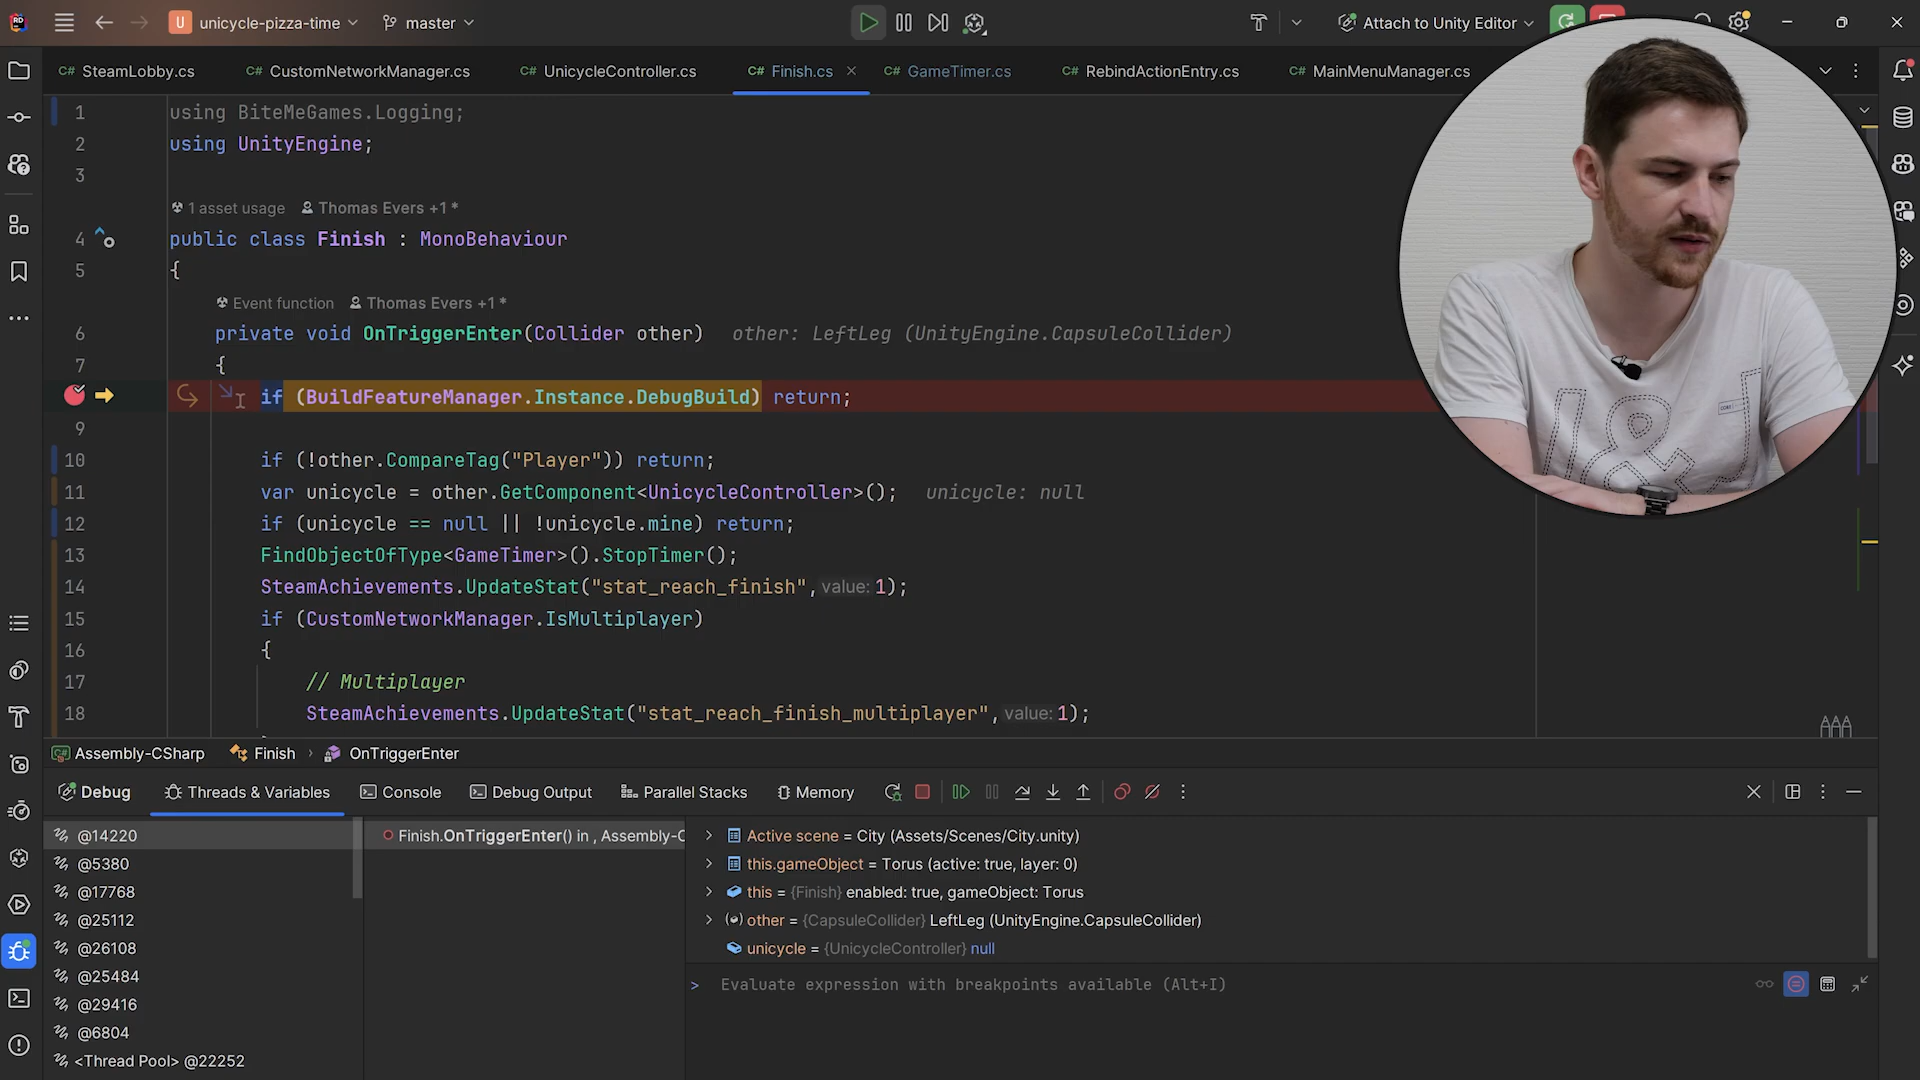 RD
U unicycle-pizza-time master Attach to Unity Editor
C# SteamLobby.cs C# CustomNetworkManager.cs C# UnicycleController.cs C# Finish.cs C# GameTimer.cs C# RebindActionEntry.cs C# MainMenuManager.cs
1 using BiteMeGames.Logging;
2 using UnityEngine;
3
1 asset usage Thomas Evers +1 *
4 public class Finish : MonoBehaviour
5 {
Event function Thomas Evers +1 *
6 private void OnTriggerEnter(Collider other) other: LeftLeg (UnityEngine.CapsuleCollider)
7 {
if (BuildFeatureManager.Instance.DebugBuild) return;
9
10 if (!other.CompareTag("Player")) return;
11 var unicycle = other.GetComponent<UnicycleController>(); unicycle: null
12 if (unicycle == null || !unicycle.mine) return;
13 FindObjectOfType<GameTimer>().StopTimer();
14 SteamAchievements.UpdateStat("stat_reach_finish", value: 1);
15 if (CustomNetworkManager.IsMultiplayer)
16 {
17 // Multiplayer
18 SteamAchievements.UpdateStat("stat_reach_finish_multiplayer", value: 1);
Assembly-CSharp Finish › OnTriggerEnter
Debug Threads & Variables Console Debug Output Parallel Stacks Memory
@14220
@5380
@17768
@25112
@26108
@25484
@29416
@6804
<Thread Pool> @22252
Finish.OnTriggerEnter() in , Assembly-C
Active scene = City (Assets/Scenes/City.unity)
this.gameObject = Torus (active: true, layer: 0)
this = {Finish} enabled: true, gameObject: Torus
other = {CapsuleCollider} LeftLeg (UnityEngine.CapsuleCollider)
unicycle = {UnicycleController} null
> Evaluate expression with breakpoints available (Alt+I)